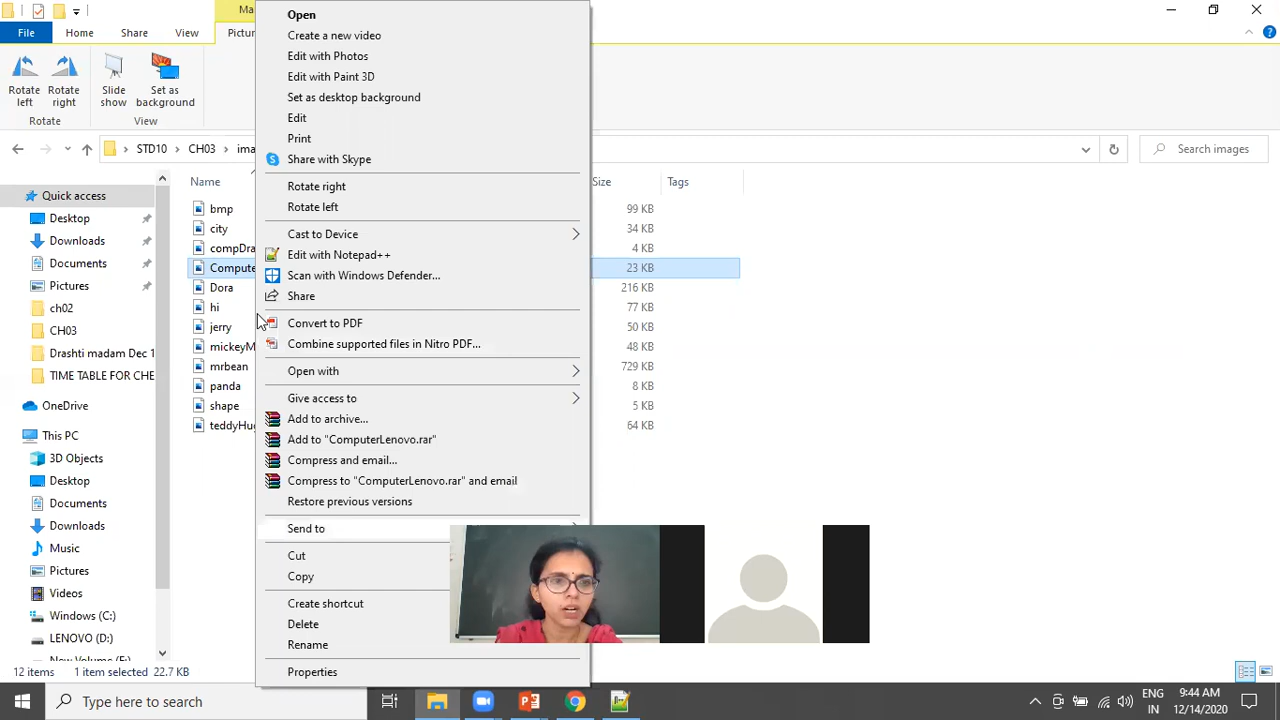 Ma
File
Home
Share
View
Pictur
Rotate left
Rotate right
Slide show
Set as background
Rotate
View
STD10
CH03
ima
Search images
Name
Size
Tags
Quick access
Desktop
Downloads
Documents
Pictures
ch02
CH03
Drashti madam Dec 1
TIME TABLE FOR CHE
OneDrive
This PC
3D Objects
Desktop
Documents
Downloads
Music
Pictures
Videos
Windows (C:)
LENOVO (D:)
New Volume (E:)
bmp
city
compDra
Compute
Dora
hi
jerry
mickeyM
mrbean
panda
shape
teddyHug
99 KB
34 KB
4 KB
23 KB
216 KB
77 KB
50 KB
48 KB
729 KB
8 KB
5 KB
64 KB
Open
Create a new video
Edit with Photos
Edit with Paint 3D
Set as desktop background
Edit
Print
Share with Skype
Rotate right
Rotate left
Cast to Device
Edit with Notepad++
Scan with Windows Defender...
Share
Convert to PDF
Combine supported files in Nitro PDF...
Open with
Give access to
Add to archive...
Add to "ComputerLenovo.rar"
Compress and email...
Compress to "ComputerLenovo.rar" and email
Restore previous versions
Send to
Cut
Copy
Create shortcut
Delete
Rename
Properties
12 items
1 item selected 22.7 KB
Type here to search
ENG
IN
9:44 AM
12/14/2020